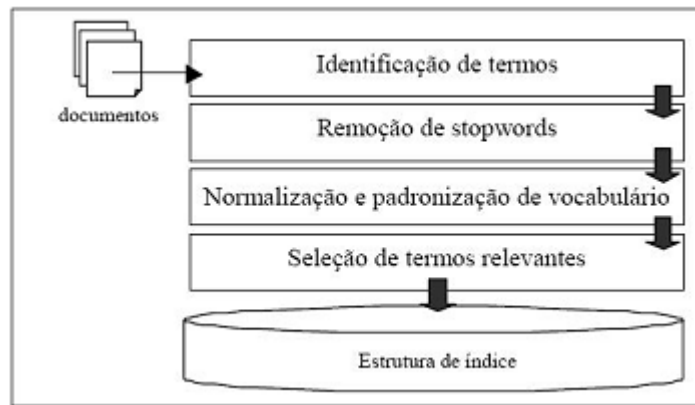 Identificação de termos
documentos
Remoção de stopwords
Normalização e padronização de vocabulário
Seleção de termos relevantes
Estrutura de índice